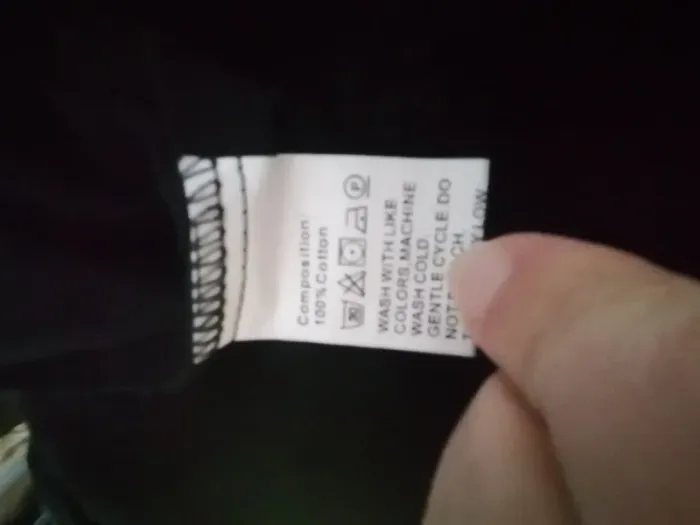 Composition
100%Cotton
WASH WITH LIKE
COLORS.MACHINE
WASH COLD.
GENTLE CYCLE DO
NOT